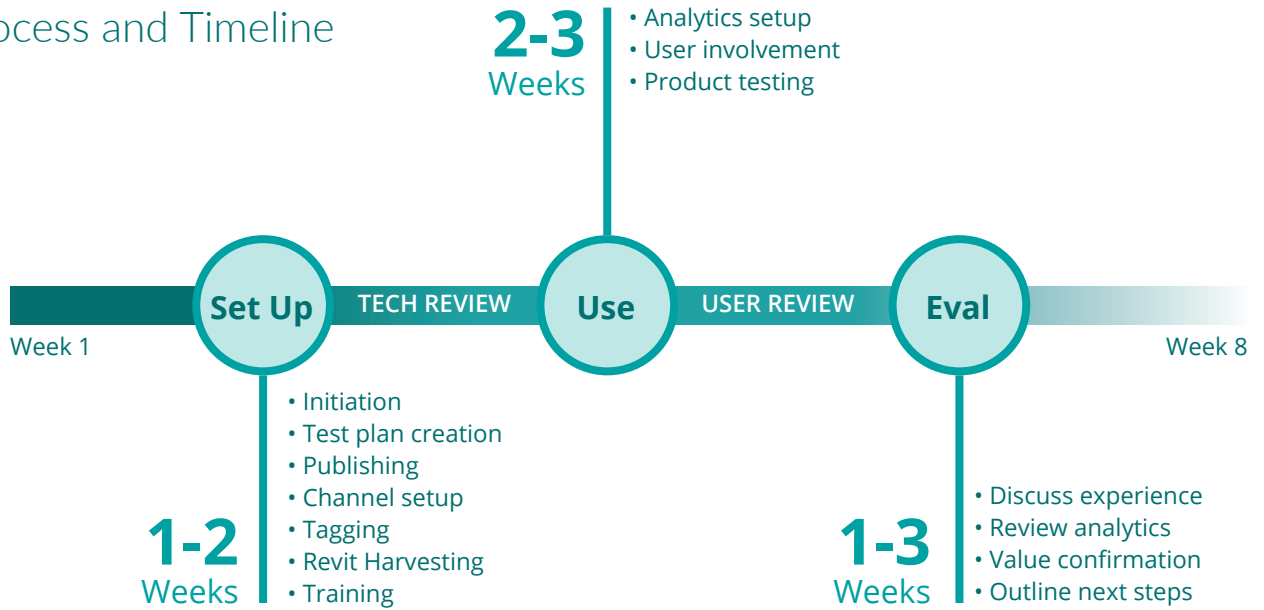 ocess and Timeline
2-3
Weeks
• Analytics setup
• User involvement
• Product testing
Set Up
TECH REVIEW
Use
USER REVIEW
Eval
Week 1
Week 8
• Initiation
• Test plan creation
• Publishing
• Channel setup
• Tagging
• Revit Harvesting
• Training
1-2
Weeks
1-3
Weeks
• Discuss experience
• Review analytics
• Value confirmation
• Outline next steps